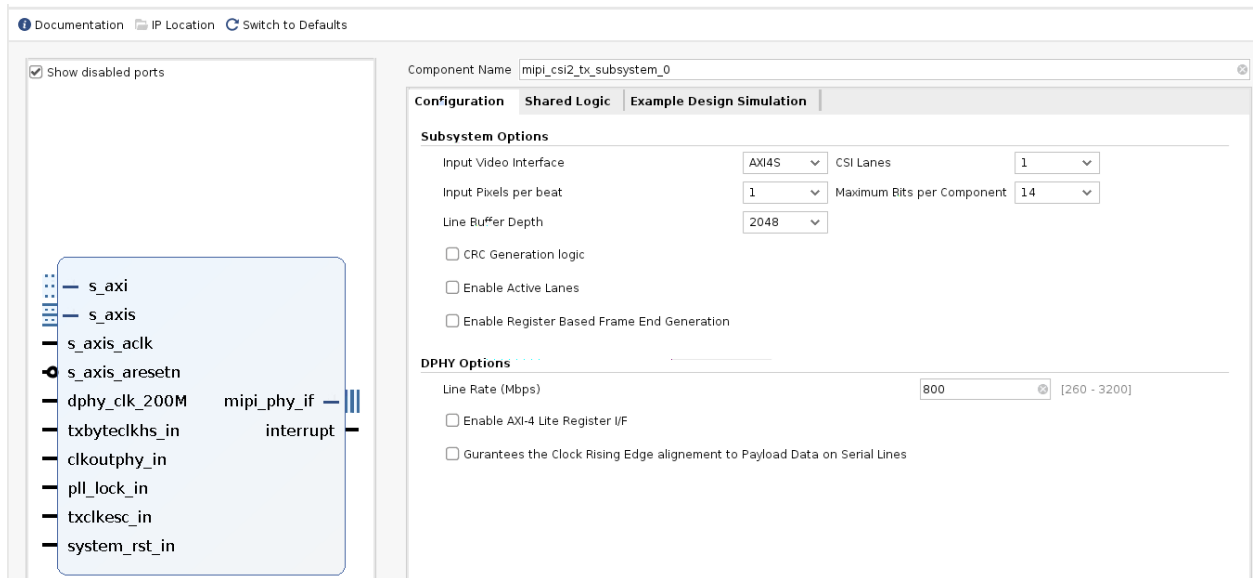 Documentation IP Location Switch to Defaults
Show disabled ports
s_axi
s_axis
s_axis_aclk
s_axis_aresetn
dphy_clk_200M mipi_phy_if
txbyteclkhs_in interrupt
clkoutphy_in
pll_lock_in
txclkesc_in
system_rst_in
Component Name mipi_csi2_tx_subsystem_0
Configuration Shared Logic Example Design Simulation
Subsystem Options
Input Video Interface AXI4S CSI Lanes 1
Input Pixels per beat 1 Maximum Bits per Component 14
Line Buffer Depth 2048
CRC Generation logic
Enable Active Lanes
Enable Register Based Frame End Generation
DPHY Options
Line Rate (Mbps) 800 [260 - 3200]
Enable AXI-4 Lite Register I/F
Gurantees the Clock Rising Edge alignement to Payload Data on Serial Lines